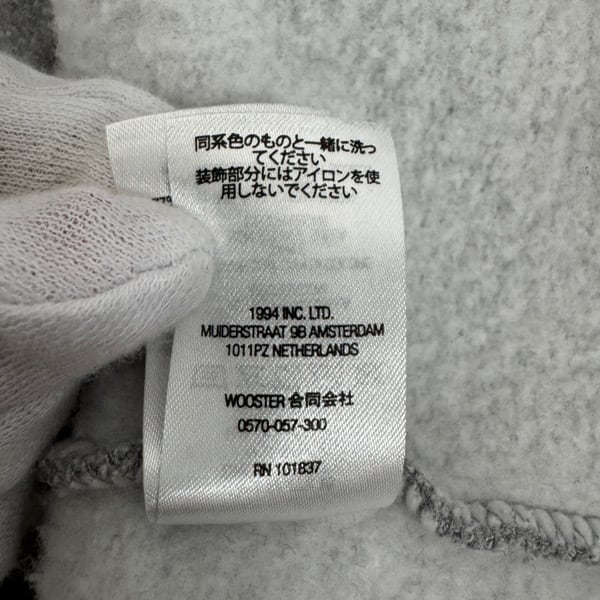 同系色のものと一緒に洗っ
てください
装飾部分にはアイロンを使
用しないでください
1994 INC. LTD.
MUIDERSTRAAT 9B AMSTERDAM
1011PZ NETHERLANDS
WOOSTER 合同会社
0570-057-300
RN 101837